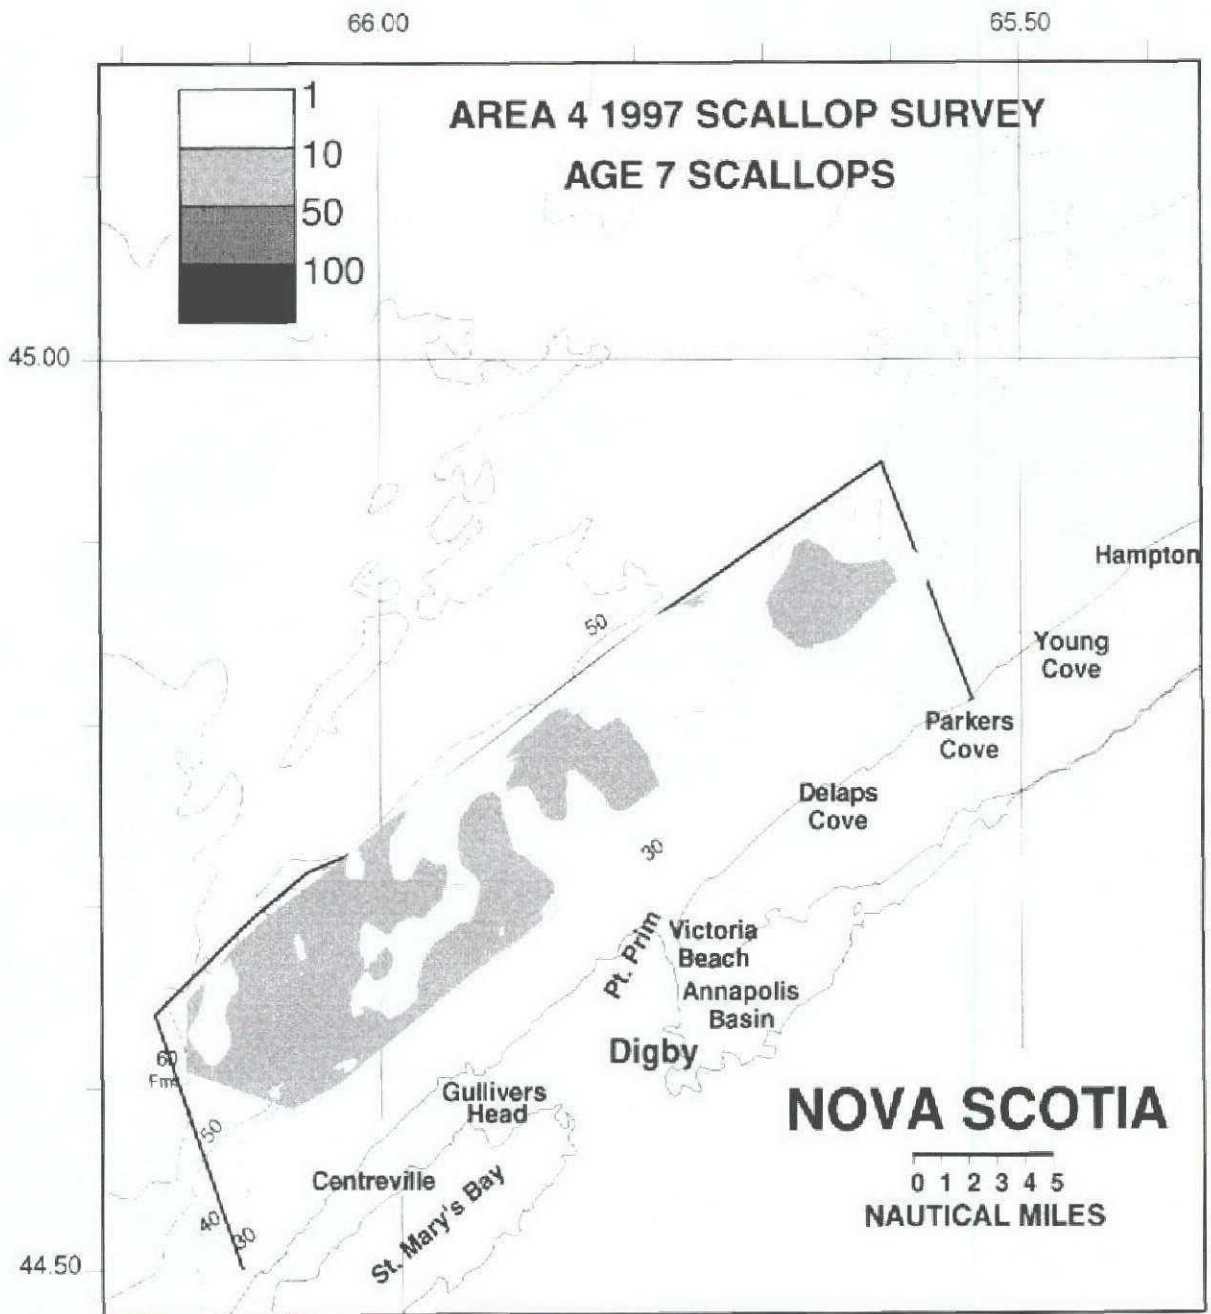 66.00
65.50
1
10
50
100
AREA 4 1997 SCALLOP SURVEY
AGE 7 SCALLOPS
45.00
Hampton
50
Young
Cove
Parkers
Cove
Delaps
Cove
30
Pt. Prim
Victoria
Beach
Annapolis
Basin
Digby
60
Fms
Gullivers
Head
NOVA SCOTIA
50
0 1 2 3 4 5
Centreville
NAUTICAL MILES
St. Mary's Bay
40
30
44.50